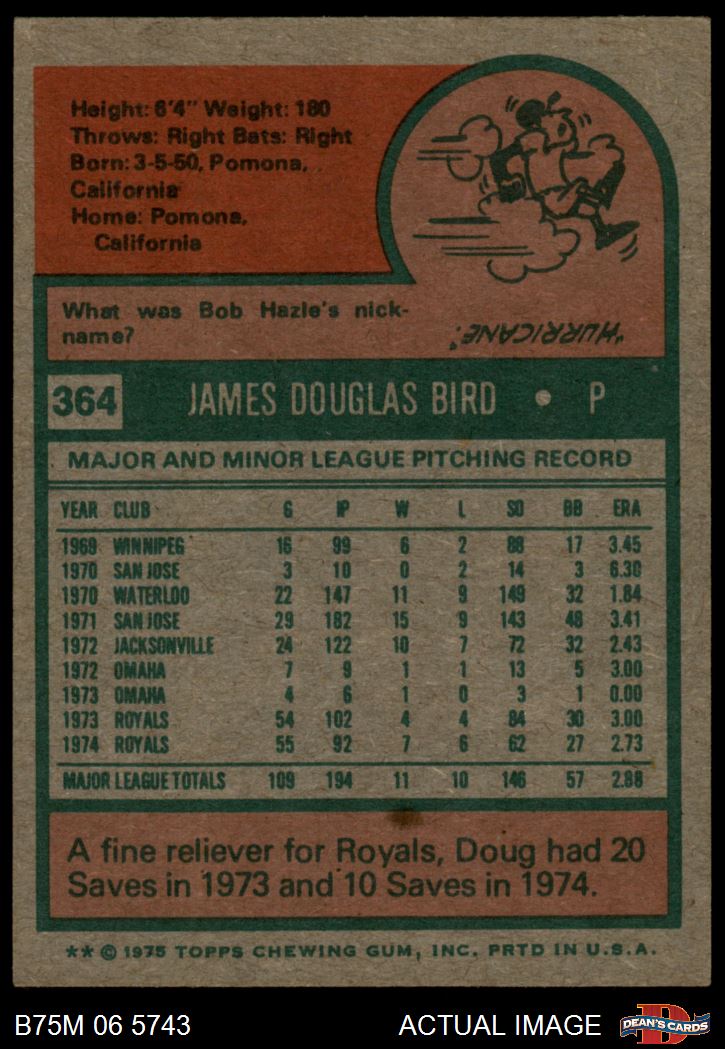 Height: 6'4" Weight: 180
Throws: Right Bats: Right
Born: 3-5-50, Pomona,
California
Home: Pomona,
California
What was Bob Hazle's nick-
name?
"HURRICANE."
364 JAMES DOUGLAS BIRD • P
MAJOR AND MINOR LEAGUE PITCHING RECORD
YEAR CLUB G IP W L SO BB ERA
1969 WINNIPEG 16 99 6 2 88 17 3.45
1970 SAN JOSE 3 10 0 2 14 3 6.30
1970 WATERLOO 22 147 11 9 149 32 1.84
1971 SAN JOSE 29 182 15 9 143 48 3.41
1972 JACKSONVILLE 24 122 10 7 72 32 2.43
1972 OMAHA 7 9 1 1 13 5 3.00
1973 OMAHA 4 6 1 0 3 1 0.00
1973 ROYALS 54 102 4 4 84 30 3.00
1974 ROYALS 55 92 7 6 62 27 2.73
MAJOR LEAGUE TOTALS 109 194 11 10 146 57 2.88
A fine reliever for Royals, Doug had 20
Saves in 1973 and 10 Saves in 1974.
** © 1975 TOPPS CHEWING GUM, INC. PRTD IN U.S.A.
B75M 06 5743 ACTUAL IMAGE D DEAN'S CARDS